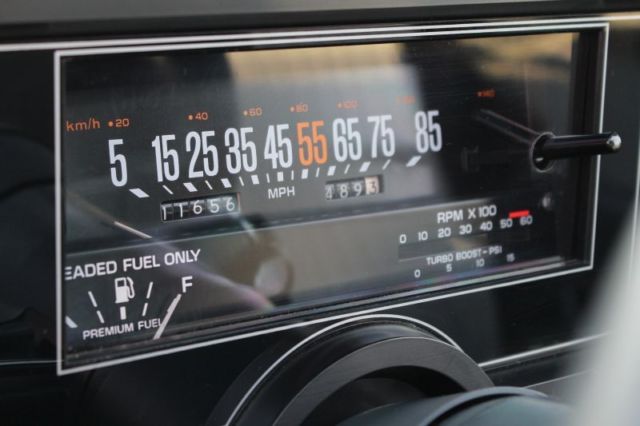 km/h 20 40 60 80 100 140
5 15 25 35 45 55 65 75 85
MPH
656 4893
RPM X 100
0 10 20 30 40 50 60
EADED FUEL ONLY
TURBO BOOST-PSI
0 5 10 15
F
PREMIUM FUEL